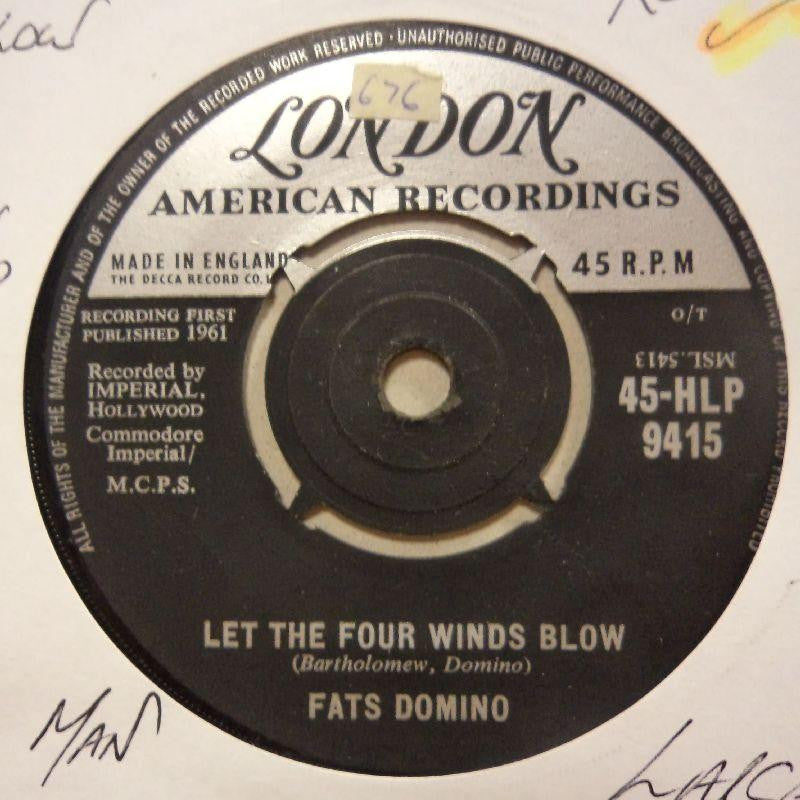 ALL RIGHTS OF THE MANUFACTURER AND OF THE OWNER OF THE RECORDED WORK RESERVED · UNAUTHORISED PUBLIC PERFORMANCE BROADCASTING AND COPYING OF THIS RECORD PROHIBITED
676
LONDON
AMERICAN RECORDINGS
MADE IN ENGLAND
THE DECCA RECORD CO.
45 R.P.M
RECORDING FIRST
PUBLISHED 1961
O/T
Recorded by
IMPERIAL,
HOLLYWOOD
MSL.5413
45-HLP
9415
Commodore
Imperial/
M.C.P.S.
LET THE FOUR WINDS BLOW
(Bartholomew, Domino)
FATS DOMINO
MAN